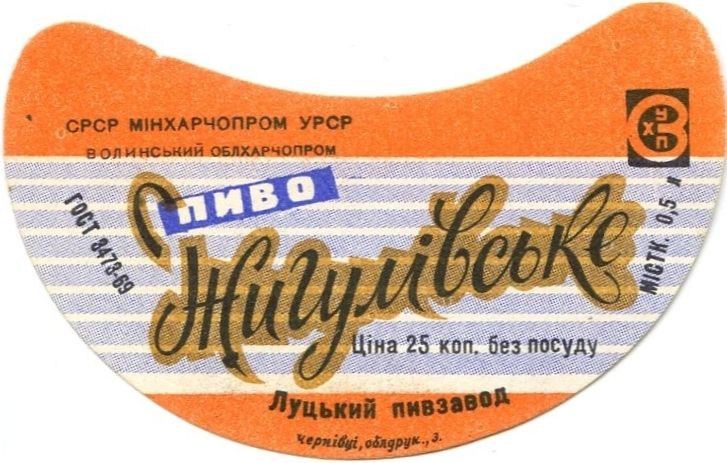 СРСР МІНХАРЧОПРОМ УРСР
ВОЛИНСЬКИЙ ОБЛХАРЧОПРОМ
УХП
ПИВО
Жигулівське
ГОСТ 3473-69
МІСТК. 0,5 л
Ціна 25 коп. без посуду
Луцький пивзавод
Чернівці, облдрук., з.